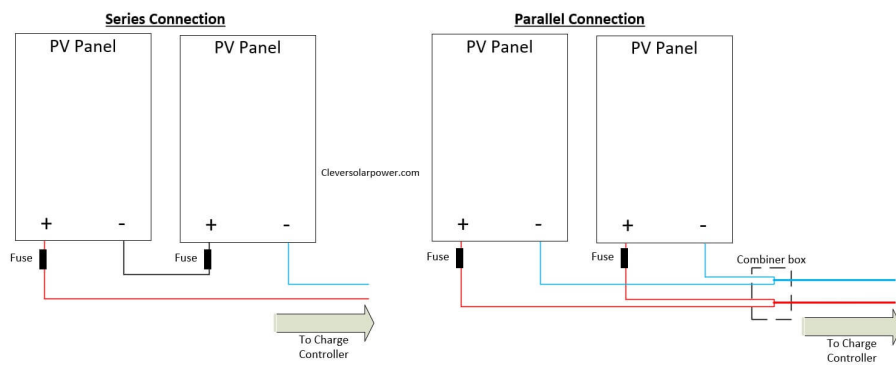 Series Connection
PV Panel
PV Panel
+
-
+
-
Fuse
Fuse
To Charge
Controller
Cleversolarpower.com
Parallel Connection
PV Panel
PV Panel
+
-
+
-
Fuse
Fuse
Combiner box
To Charge
Controller